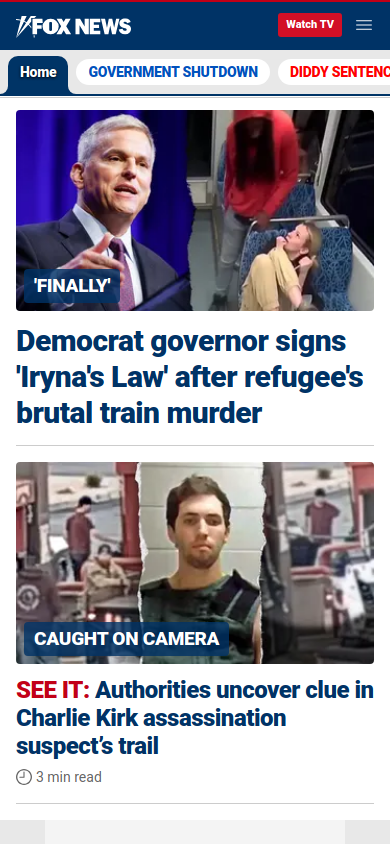 FOX NEWS
Watch TV
Home
GOVERNMENT SHUTDOWN
DIDDY SENTENC
'FINALLY'
Democrat governor signs
'Iryna's Law' after refugee's
brutal train murder
CAUGHT ON CAMERA
SEE IT: Authorities uncover clue in
Charlie Kirk assassination
suspect’s trail
3 min read